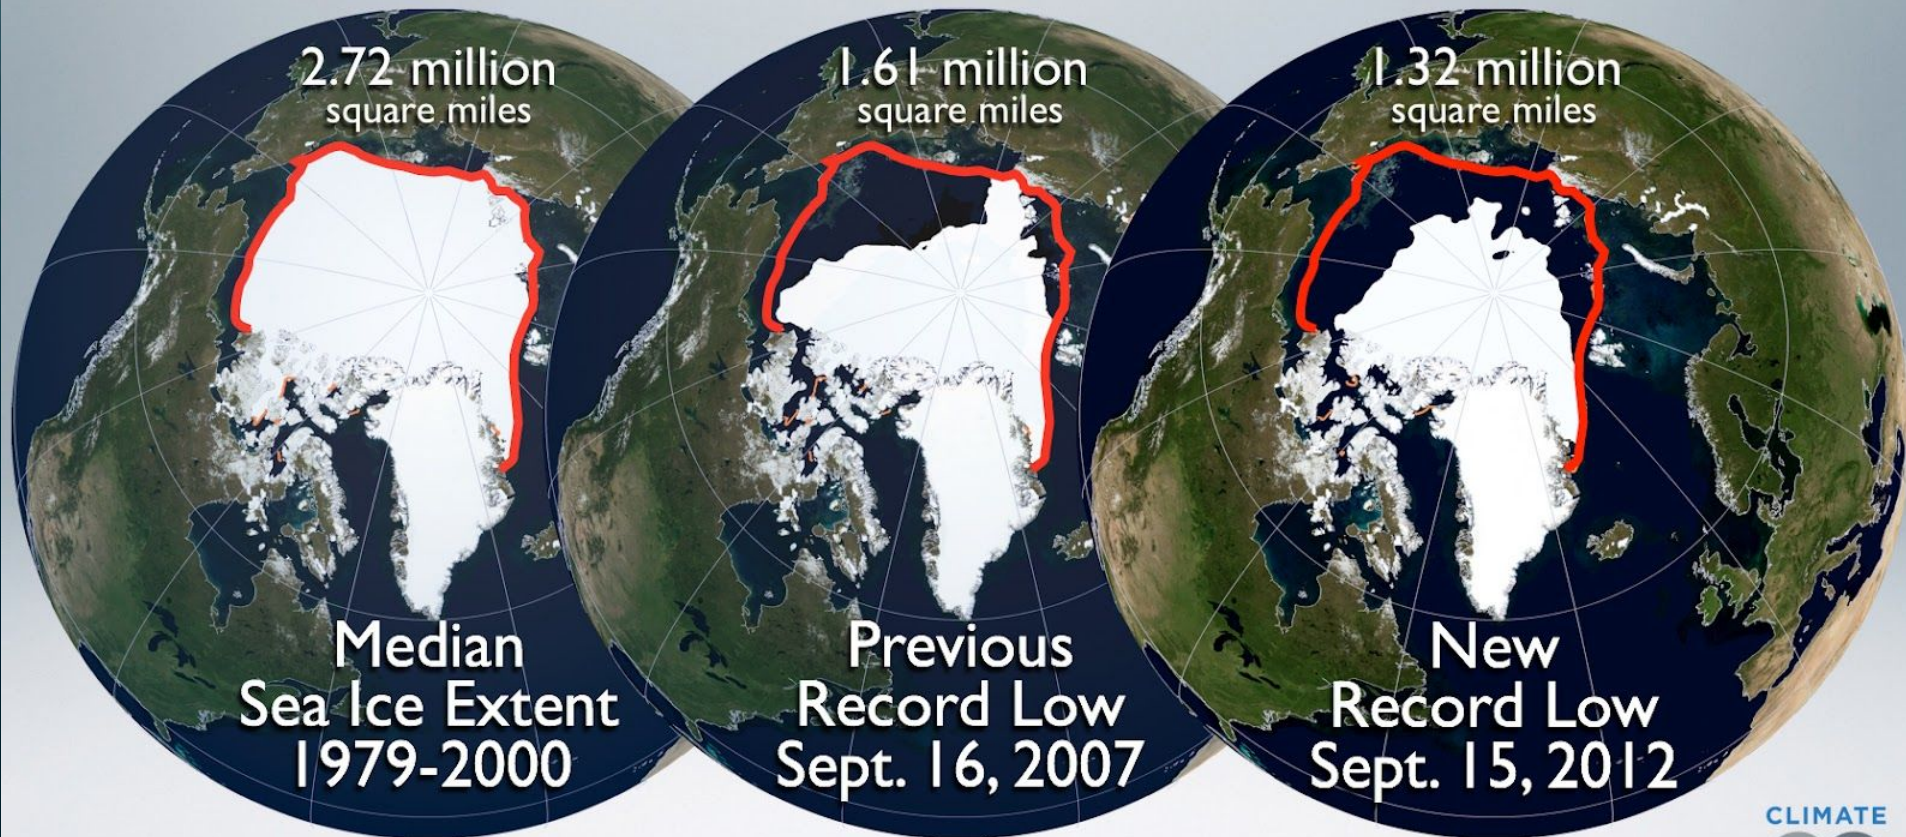 2.72 million
square miles
Median
Sea Ice Extent
1979-2000
1.61 million
square miles
Previous
Record Low
Sept. 16, 2007
1.32 million
square miles
New
Record Low
Sept. 15, 2012
CLIMATE